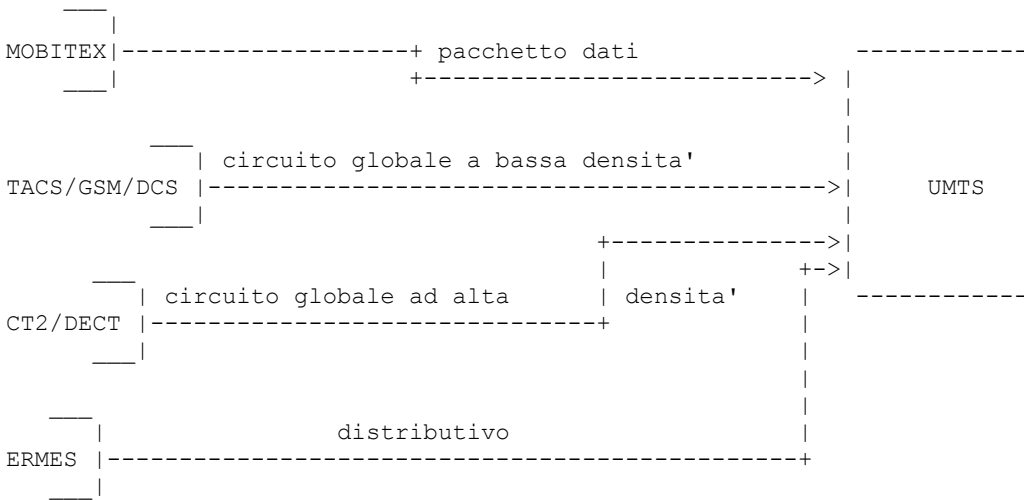 MOBITEX pacchetto dati
circuito globale a bassa densita'
TACS/GSM/DCS UMTS
circuito globale ad alta densita'
CT2/DECT
distributivo
ERMES